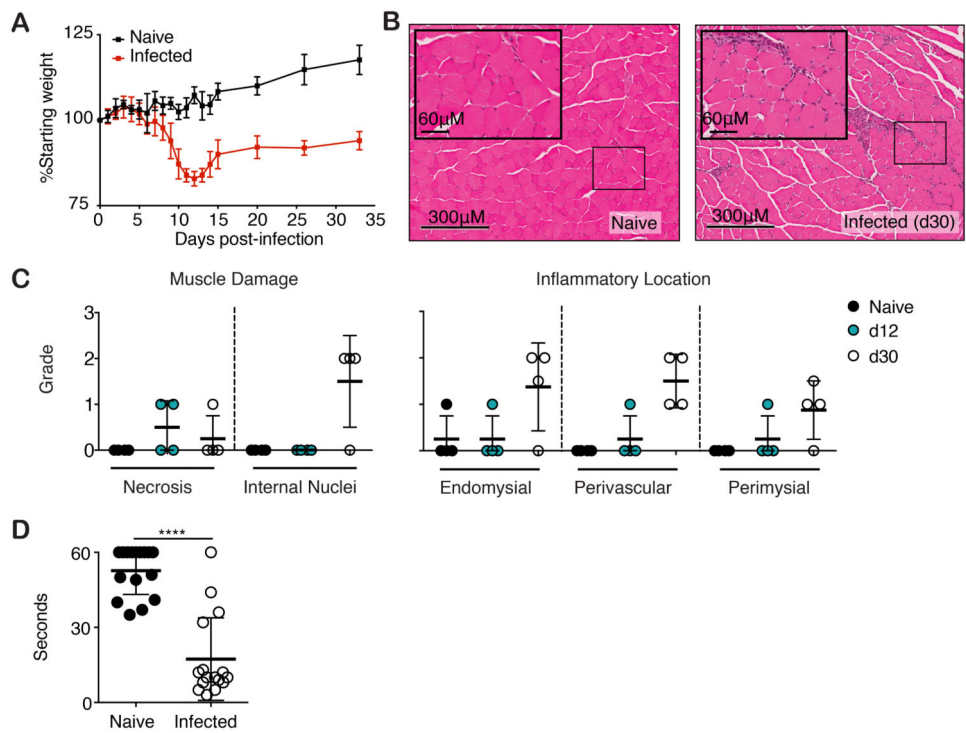 A
125
100
75
%Starting weight
Naive
Infected
0 5 10 15 20 25 30 35
Days post-infection
B
60µM
300µM
Naive
60µM
300µM
Infected (d30)
C
Muscle Damage
Inflammatory Location
3
2
1
0
Grade
Necrosis
Internal Nuclei
Endomysial
Perivascular
Perimysial
Naive
d12
d30
D
****
60
30
0
Seconds
Naive
Infected